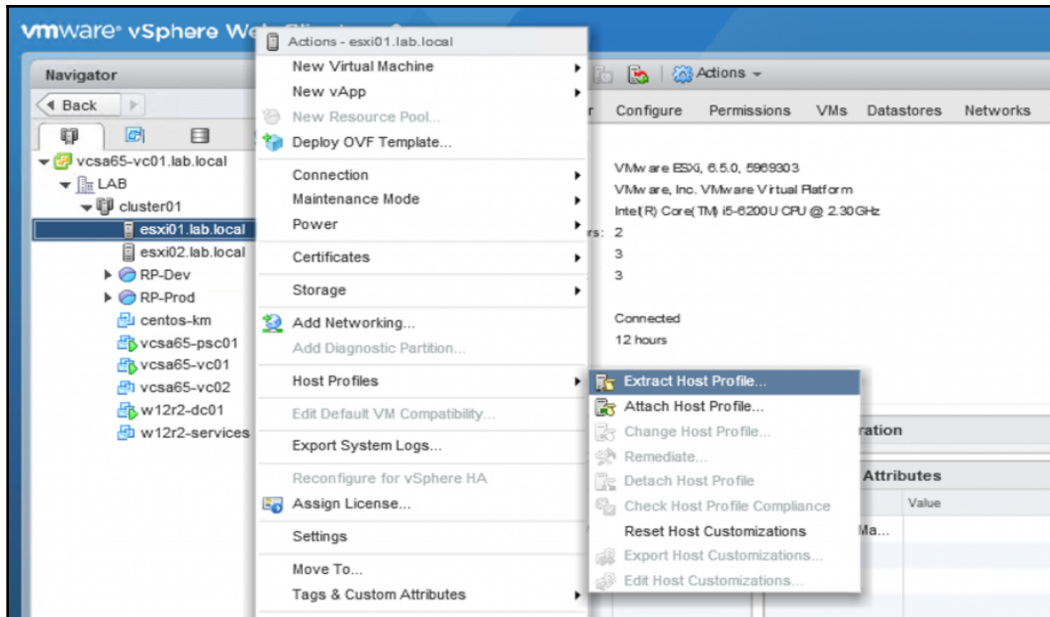 vmware® vSphere We
Actions - esxi01.lab.local
Navigator
Back
vcsa65-vc01.lab.local
LAB
cluster01
esxi01.lab.local
esxi02.lab.local
RP-Dev
RP-Prod
centos-km
vcsa65-psc01
vcsa65-vc01
vcsa65-vc02
w12r2-dc01
w12r2-services
New Virtual Machine
New vApp
New Resource Pool...
Deploy OVF Template...
Connection
Maintenance Mode
Power
Certificates
Storage
Add Networking...
Add Diagnostic Partition...
Host Profiles
Edit Default VM Compatibility...
Export System Logs...
Reconfigure for vSphere HA
Assign License...
Settings
Move To...
Tags & Custom Attributes
Extract Host Profile...
Attach Host Profile...
Change Host Profile...
Remediate...
Detach Host Profile
Check Host Profile Compliance
Reset Host Customizations
Export Host Customizations...
Edit Host Customizations...
Actions
r Configure Permissions VMs Datastores Networks
VMware ESXi, 6.5.0, 5969303
VMware, Inc. VMware Virtual Platform
Intel(R) Core(TM) i5-6200U CPU @ 2.30GHz
rs: 2
3
3
Connected
12 hours
ration
Attributes
Value
Ma...